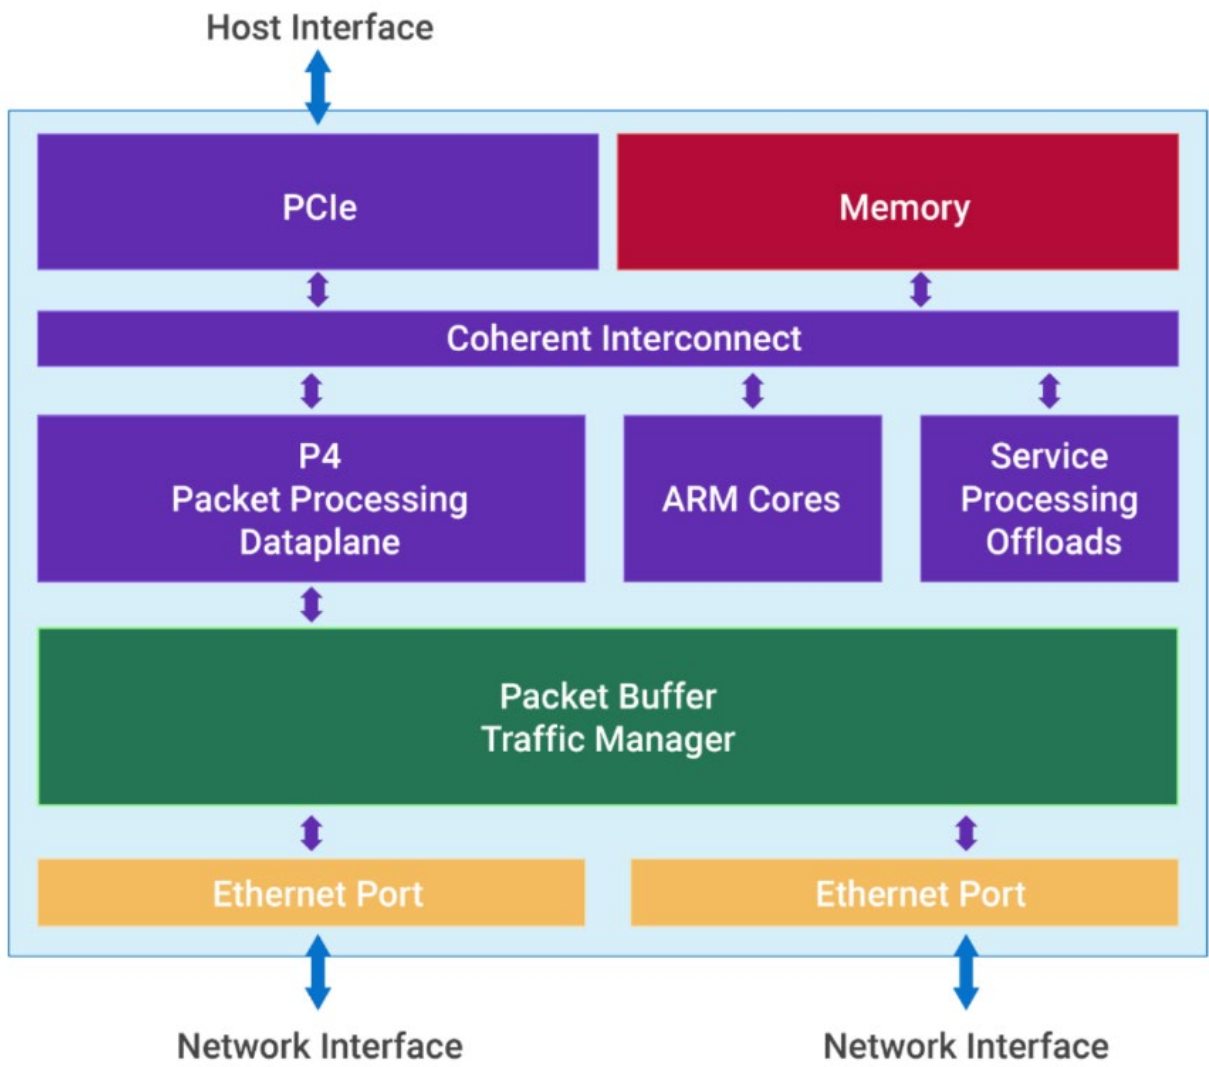 Host Interface
PCIe
Memory
Coherent Interconnect
P4
Packet Processing
Dataplane
ARM Cores
Service
Processing
Offloads
Packet Buffer
Traffic Manager
Ethernet Port
Ethernet Port
Network Interface
Network Interface